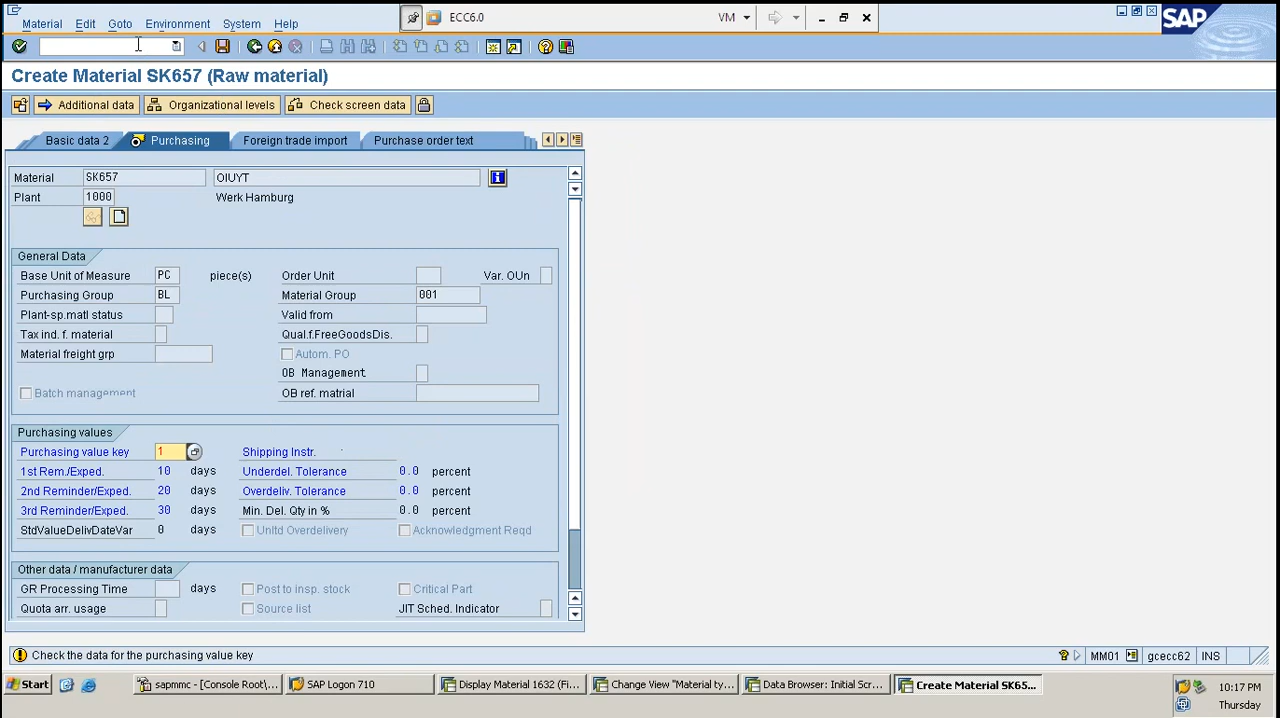 Material Edit Goto Environment System Help
ECC6.0
VM
SAP
Create Material SK657 (Raw material)
Additional data Organizational levels Check screen data
Basic data 2 Purchasing Foreign trade import Purchase order text
Material SK657 OIUYT
Plant 1000 Werk Hamburg
General Data
Base Unit of Measure PC piece(s) Order Unit Var. OUn
Purchasing Group BL Material Group 001
Plant-sp.matl status Valid from
Tax ind. f. material Qual.f.FreeGoodsDis.
Material freight grp Autom. PO
OB Management
Batch management OB ref. matrial
Purchasing values
Purchasing value key 1 Shipping Instr.
1st Rem./Exped. 10 days Underdel. Tolerance 0.0 percent
2nd Reminder/Exped. 20 days Overdeliv. Tolerance 0.0 percent
3rd Reminder/Exped. 30 days Min. Del. Qty in % 0.0 percent
StdValueDelivDateVar 0 days Unltd Overdelivery Acknowledgment Reqd
Other data / manufacturer data
GR Processing Time days Post to insp. stock Critical Part
Quota arr. usage Source list JIT Sched. Indicator
Check the data for the purchasing value key MM01 gcecc62 INS
Start sapmmc - [Console Root\... SAP Logon 710 Display Material 1632 (Fi... Change View "Material ty... Data Browser: Initial Scr... Create Material SK65... 10:17 PM
Thursday